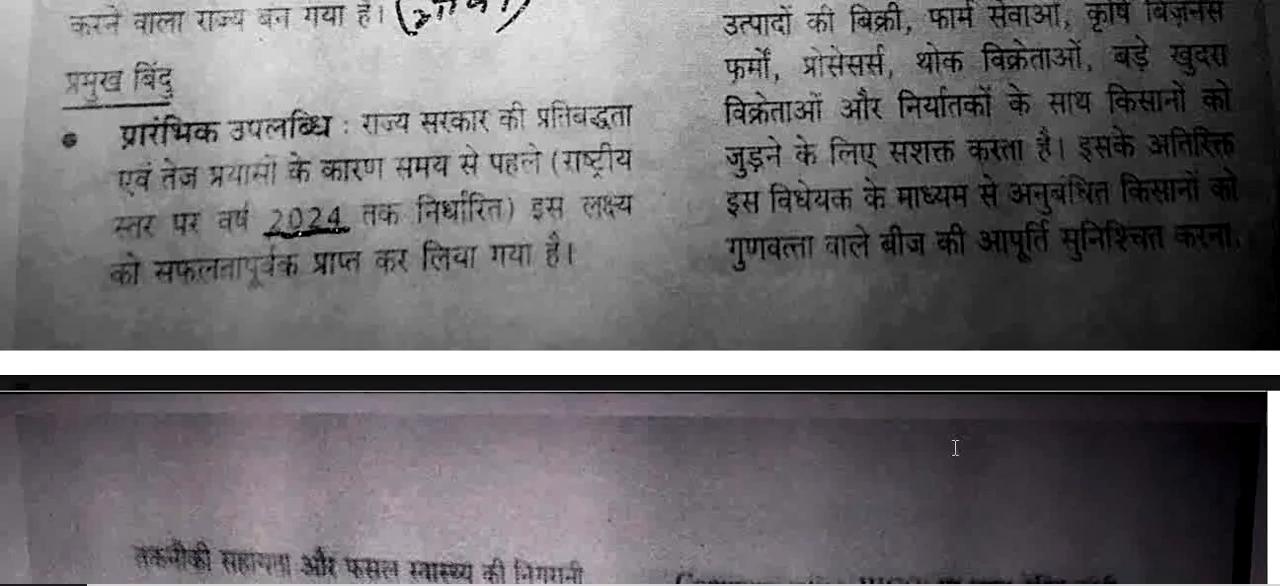 करने वाला राज्य बन गया है।
प्रमुख बिंदु
● प्रारंभिक उपलब्धि : राज्य सरकार की प्रतिबद्धता
एवं तेज प्रयासों के कारण समय से पहले (राष्ट्रीय
स्तर पर वर्ष 2024 तक निर्धारित) इस लक्ष्य
को सफलतापूर्वक प्राप्त कर लिया गया है।
उत्पादों की बिक्री, फार्म सेवाओं, कृषि बिज़नेस
फर्मों, प्रोसेसर्स, थोक विक्रेताओं, बड़े खुदरा
विक्रेताओं और निर्यातकों के साथ किसानों को
जुड़ने के लिए सशक्त करता है। इसके अतिरिक्त
इस विधेयक के माध्यम से अनुबंधित किसानों को
गुणवत्ता वाले बीज की आपूर्ति सुनिश्चित करना,
तकनीकी सहायता और फसल स्वास्थ्य की निगरानी